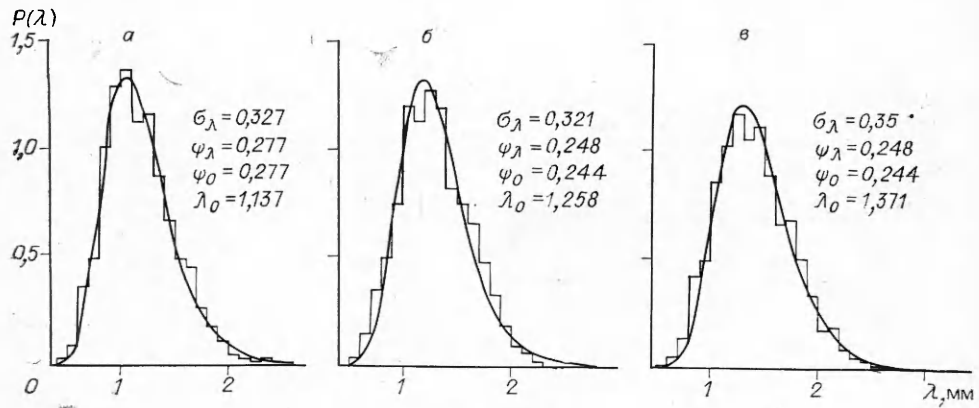 P(λ)
1,5
а
б
в
σλ = 0,327
φλ = 0,277
φ0 = 0,277
λ0 = 1,137
σλ = 0,321
φλ = 0,248
φ0 = 0,244
λ0 = 1,258
σλ = 0,35
φλ = 0,248
φ0 = 0,244
λ0 = 1,371
1,0
0,5
0
1
2
1
2
1
2
λ, мм